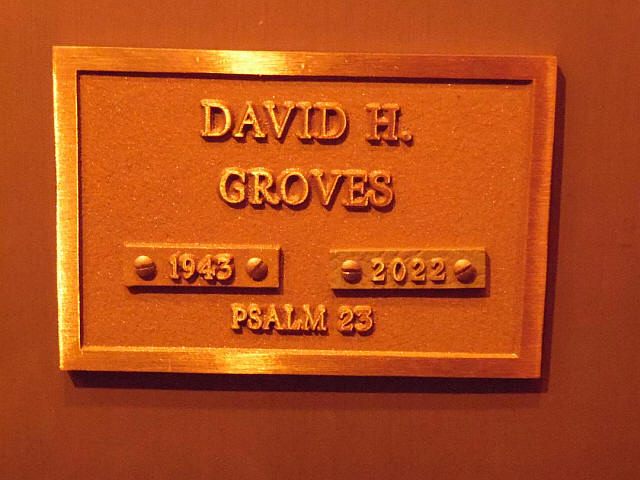 DAVID H.
GROVES
1943 2022
PSALM 23